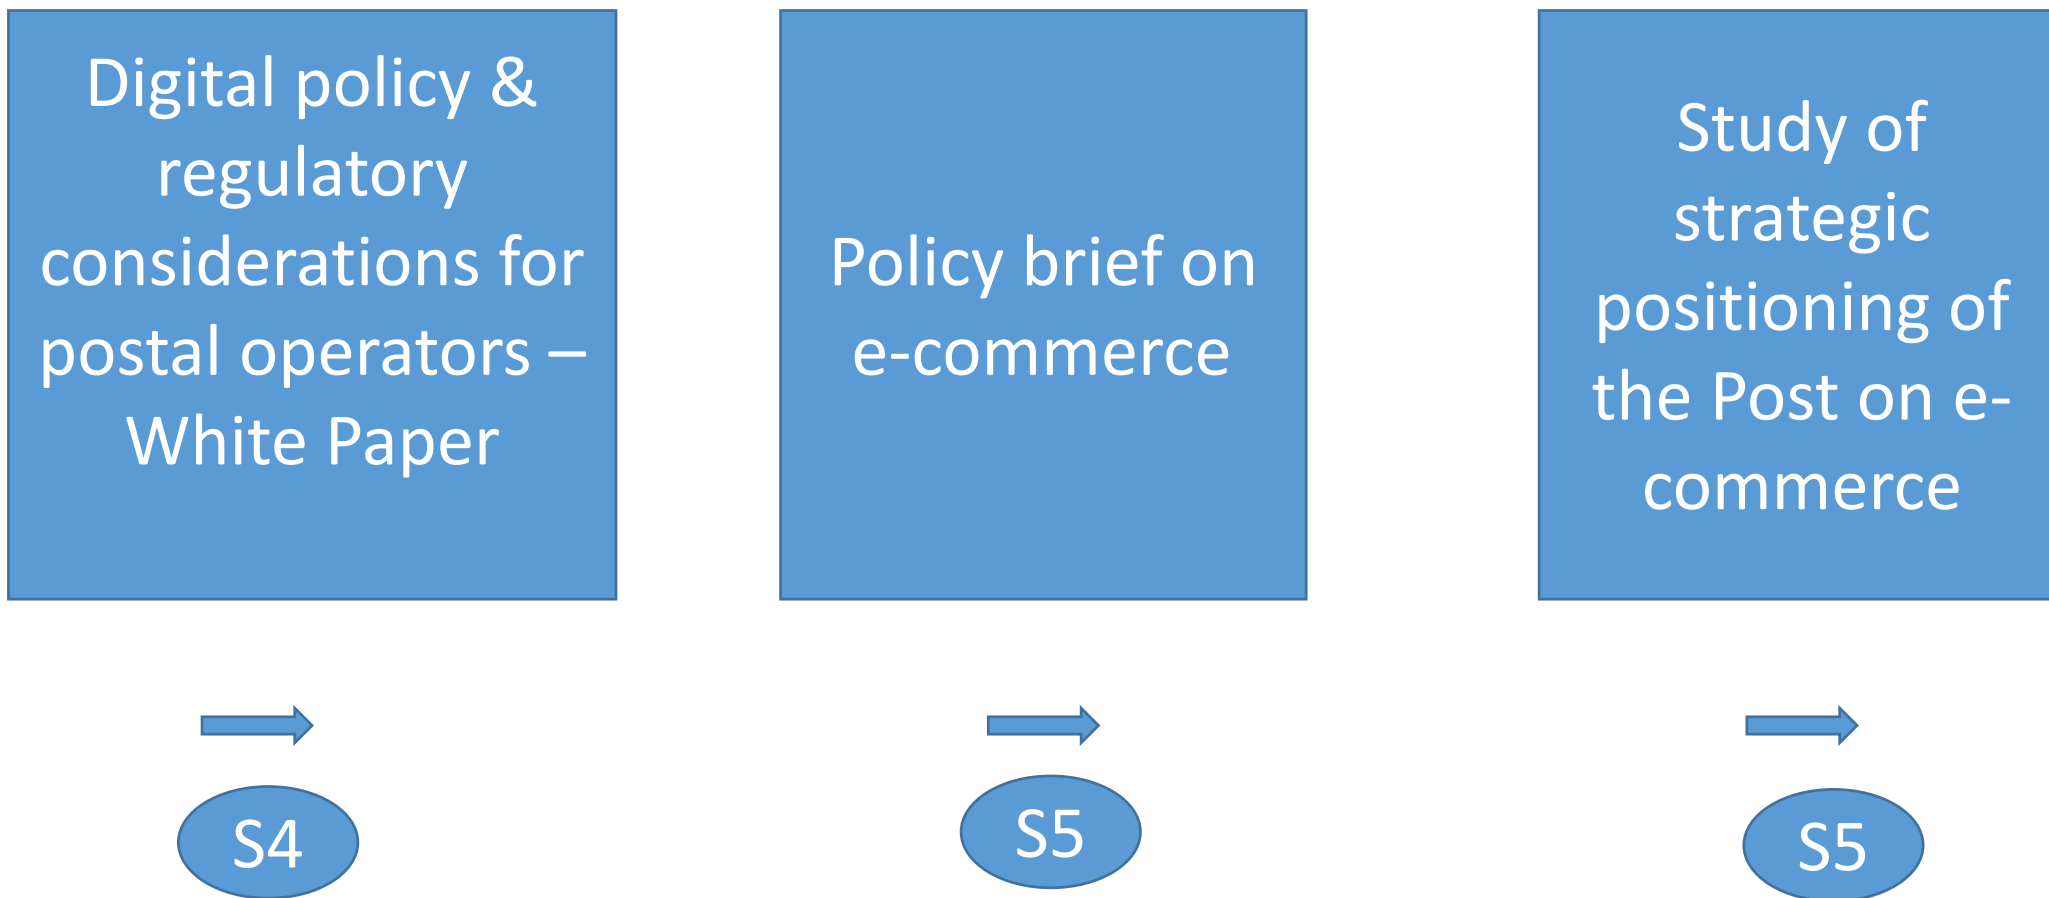 Digital policy &
regulatory
considerations for
postal operators –
White Paper
Policy brief on
e-commerce
Study of
strategic
positioning of
the Post on e-
commerce
S4
S5
S5